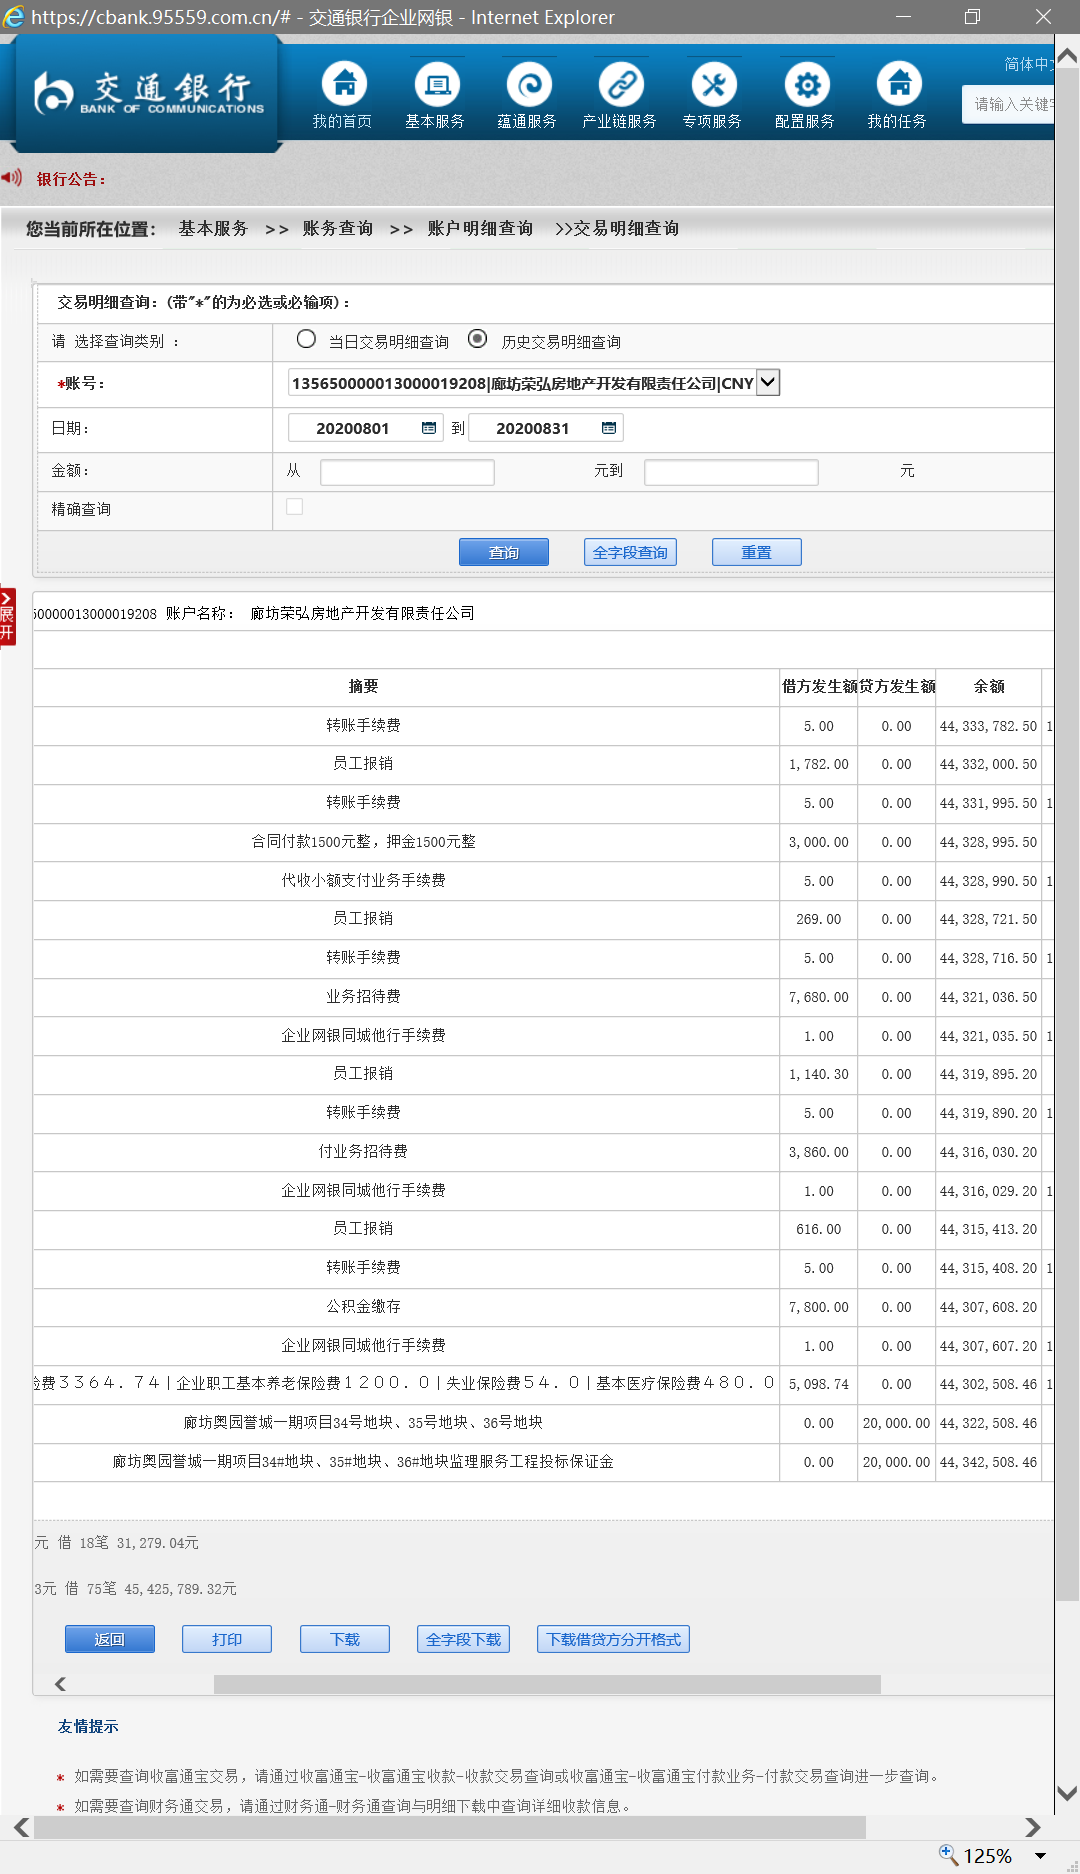 https://cbank.95559.com.cn/# - 交通银行企业网银 - Internet Explorer
简体中
交通銀行
BANK OF COMMUNICATIONS
我的首页 基本服务 蕴通服务 产业链服务 专项服务 配置服务 我的任务
请输入关键字
银行公告：
您当前所在位置： 基本服务 >> 账务查询 >> 账户明细查询 >>交易明细查询
交易明细查询：(带"*"的为必选或必输项)：
请 选择查询类别 ： 当日交易明细查询 历史交易明细查询
*账号： 135650000013000019208|廊坊荣弘房地产开发有限责任公司|CNY
日期： 20200801 到 20200831
金额： 从 元到 元
精确查询
查询 全字段查询 重置
展开
50000013000019208 账户名称： 廊坊荣弘房地产开发有限责任公司
摘要 借方发生额 贷方发生额 余额
转账手续费 5.00 0.00 44,333,782.50 1
员工报销 1,782.00 0.00 44,332,000.50
转账手续费 5.00 0.00 44,331,995.50 1
合同付款1500元整，押金1500元整 3,000.00 0.00 44,328,995.50
代收小额支付业务手续费 5.00 0.00 44,328,990.50 1
员工报销 269.00 0.00 44,328,721.50
转账手续费 5.00 0.00 44,328,716.50 1
业务招待费 7,680.00 0.00 44,321,036.50
企业网银同城他行手续费 1.00 0.00 44,321,035.50 1
员工报销 1,140.30 0.00 44,319,895.20
转账手续费 5.00 0.00 44,319,890.20 1
付业务招待费 3,860.00 0.00 44,316,030.20
企业网银同城他行手续费 1.00 0.00 44,316,029.20 1
员工报销 616.00 0.00 44,315,413.20
转账手续费 5.00 0.00 44,315,408.20 1
公积金缴存 7,800.00 0.00 44,307,608.20
企业网银同城他行手续费 1.00 0.00 44,307,607.20 1
险费３３６４．７４|企业职工基本养老保险费１２００．０|失业保险费５４．０|基本医疗保险费４８０．０ 5,098.74 0.00 44,302,508.46 1
廊坊奥园誉城一期项目34号地块、35号地块、36号地块 0.00 20,000.00 44,322,508.46
廊坊奥园誉城一期项目34#地块、35#地块、36#地块监理服务工程投标保证金 0.00 20,000.00 44,342,508.46
元 借 18笔 31,279.04元
3元 借 75笔 45,425,789.32元
返回 打印 下载 全字段下载 下载借贷方分开格式
友情提示
* 如需要查询收富通宝交易，请通过收富通宝-收富通宝收款-收款交易查询或收富通宝-收富通宝付款业务-付款交易查询进一步查询。
* 如需要查询财务通交易，请通过财务通-财务通查询与明细下载中查询详细收款信息。
125%